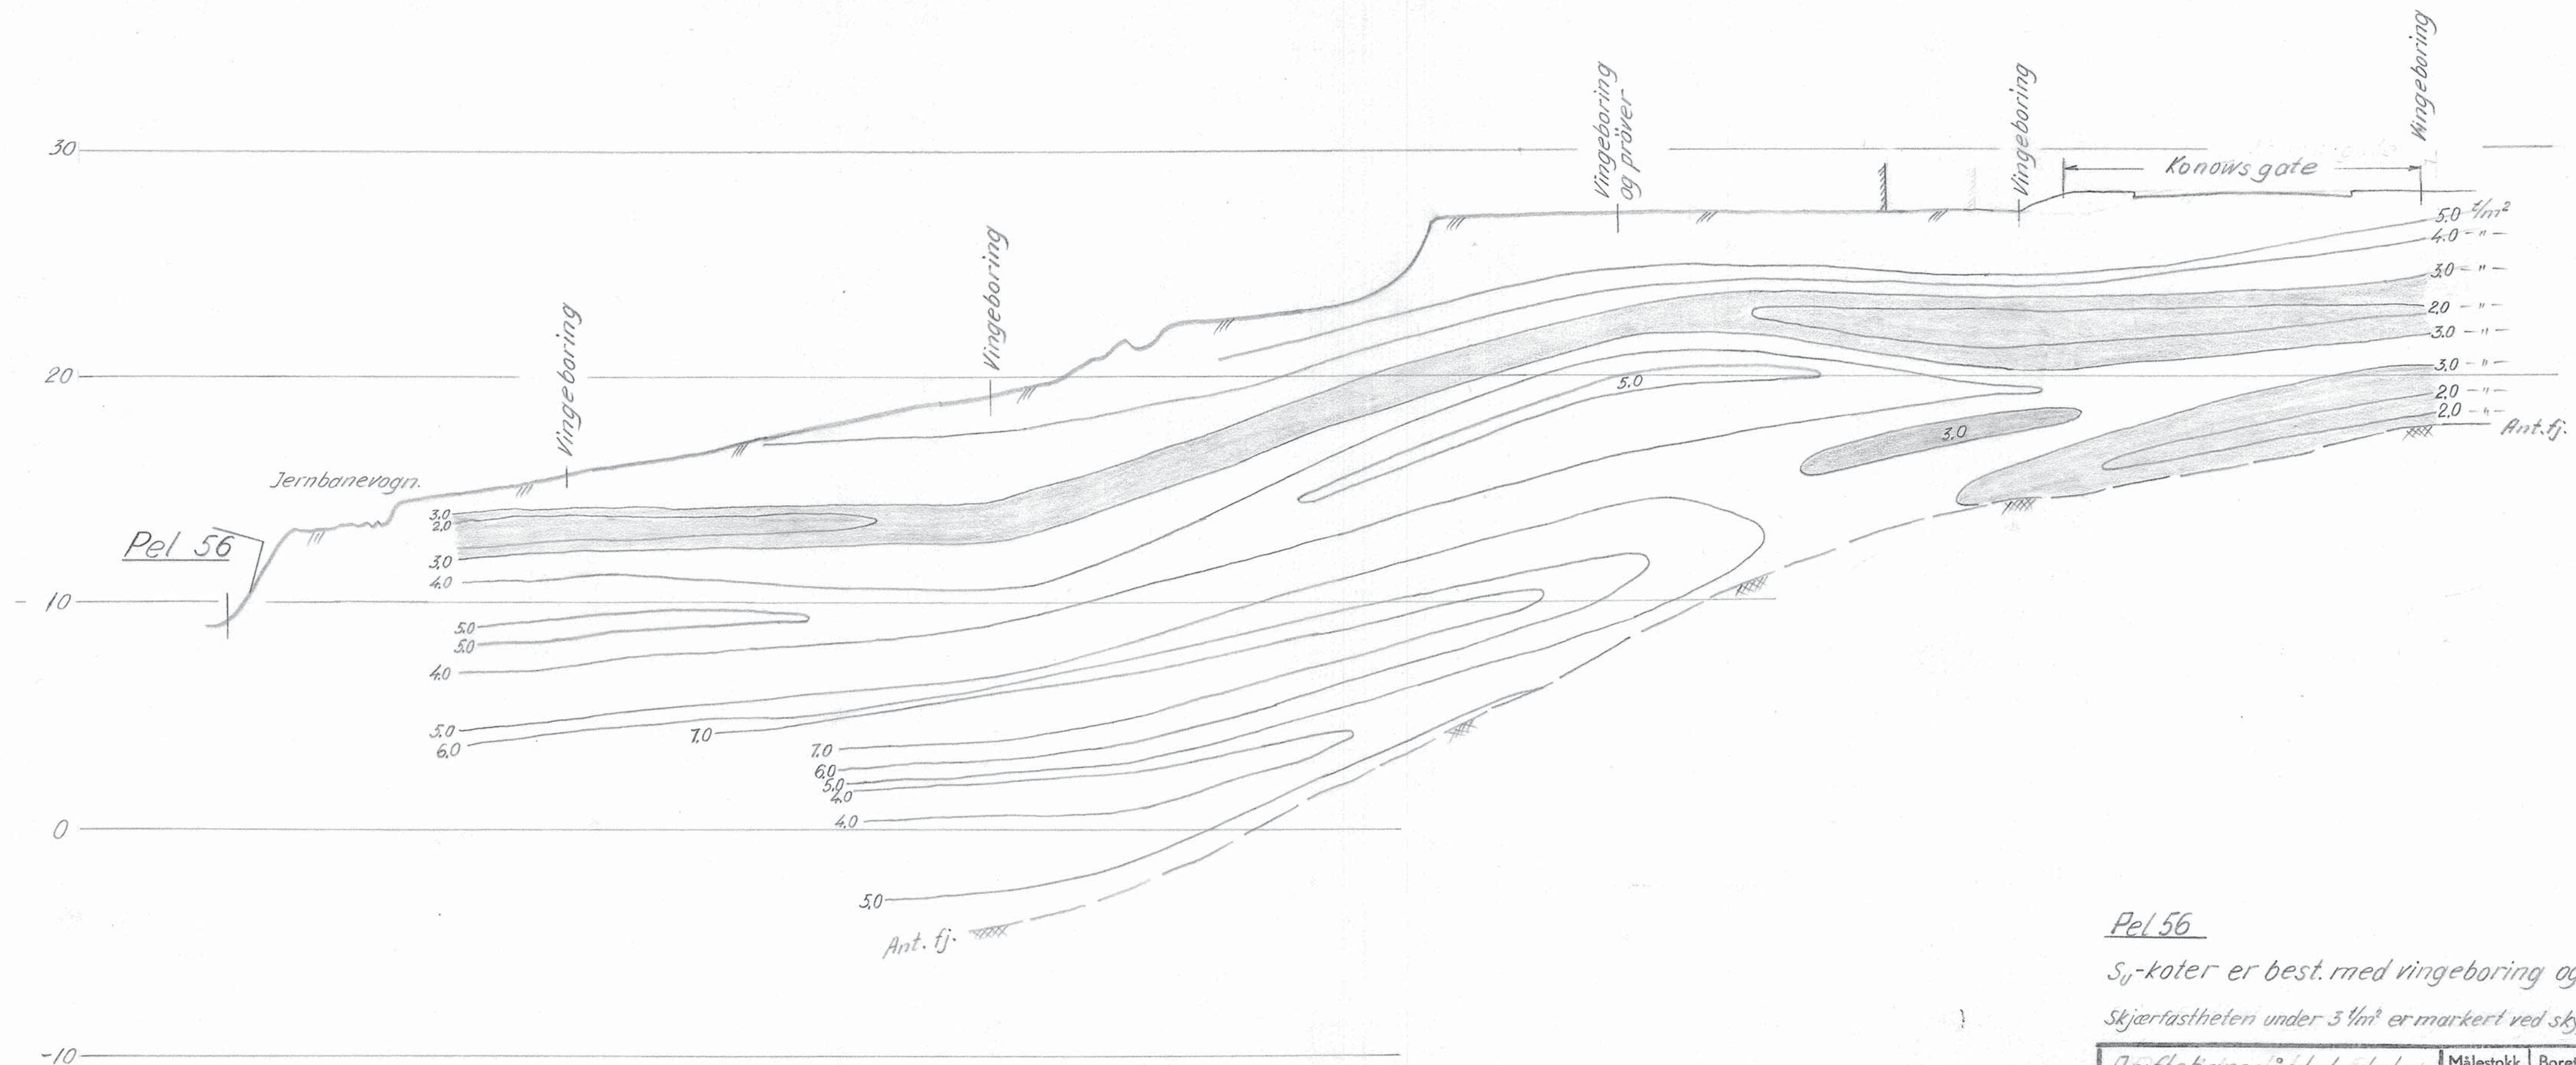 Vingeboring
Vingeboring
og prøver
Vingeboring
30
Konows gate
5.0 t/m²
4.0 - " -
3.0 - " -
2.0 - " -
3.0 - " -
3.0 - " -
2.0 - " -
2.0 - " -
Ant. fj.
Vingeboring
Vingeboring
20
5.0
3.0
Jernbanevogn.
Pel 56
3.0
2.0
3.0
4.0
10
5.0
5.0
4.0
5.0
6.0
7.0
7.0
6.0
5.0
4.0
4.0
0
5.0
Ant. fj.
-10
Pel 56
Su-koter er best. med vingeboring og
Skjærfastheten under 3 t/m² er markert ved sk
Målestokk